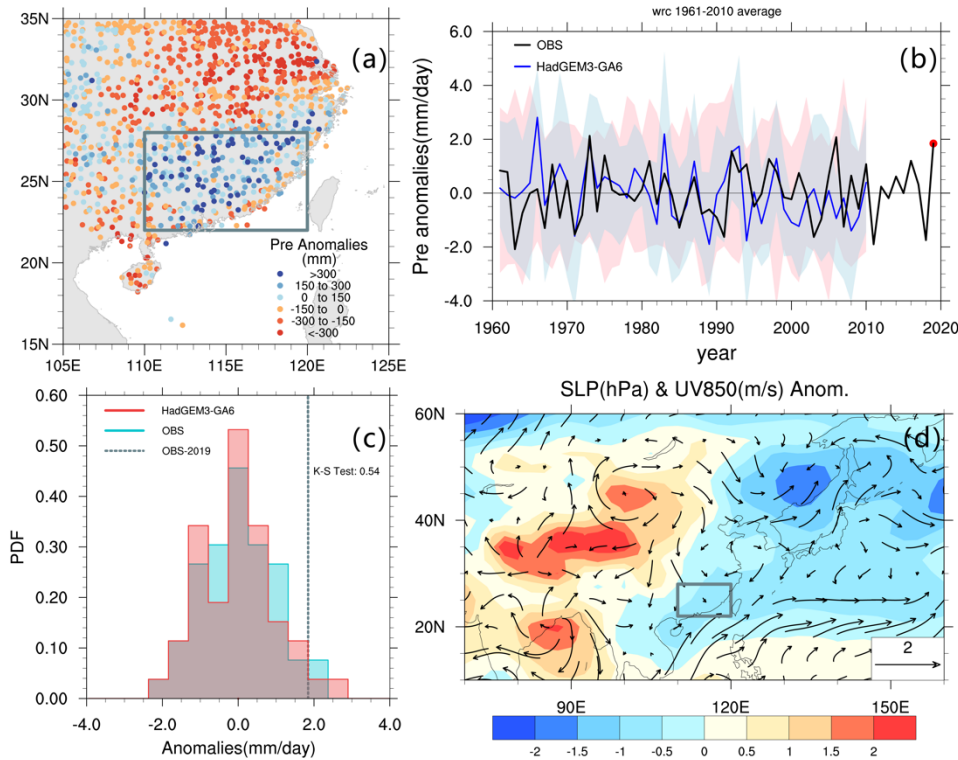 (a)
35N
30N
25N
20N
15N
105E 110E 115E 120E 125E
Pre Anomalies
(mm)
>300
150 to 300
0 to 150
-150 to 0
-300 to -150
<-300
wrc 1961-2010 average
(b)
OBS
HadGEM3-GA6
Pre anomalies(mm/day)
6.0
4.0
2.0
0.0
-2.0
-4.0
1960 1970 1980 1990 2000 2010 2020
year
(c)
HadGEM3-GA6
OBS
OBS-2019
K-S Test: 0.54
PDF
0.60
0.50
0.40
0.30
0.20
0.10
0.00
-4.0 -2.0 0.0 2.0 4.0
Anomalies(mm/day)
SLP(hPa) & UV850(m/s) Anom.
(d)
60N
40N
20N
2
90E 120E 150E
-2 -1.5 -1 -0.5 0 0.5 1 1.5 2